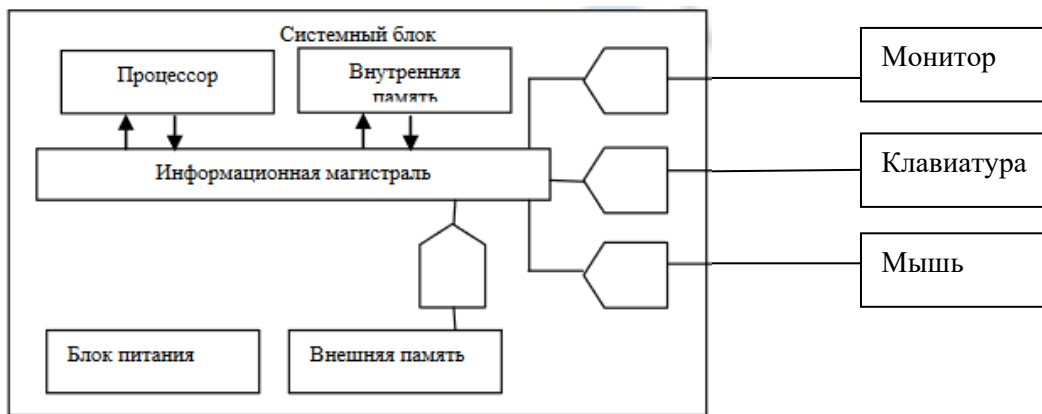 Системный блок
Процессор
Внутренняя
память
Информационная магистраль
Блок питания
Внешняя память
Монитор
Клавиатура
Мышь